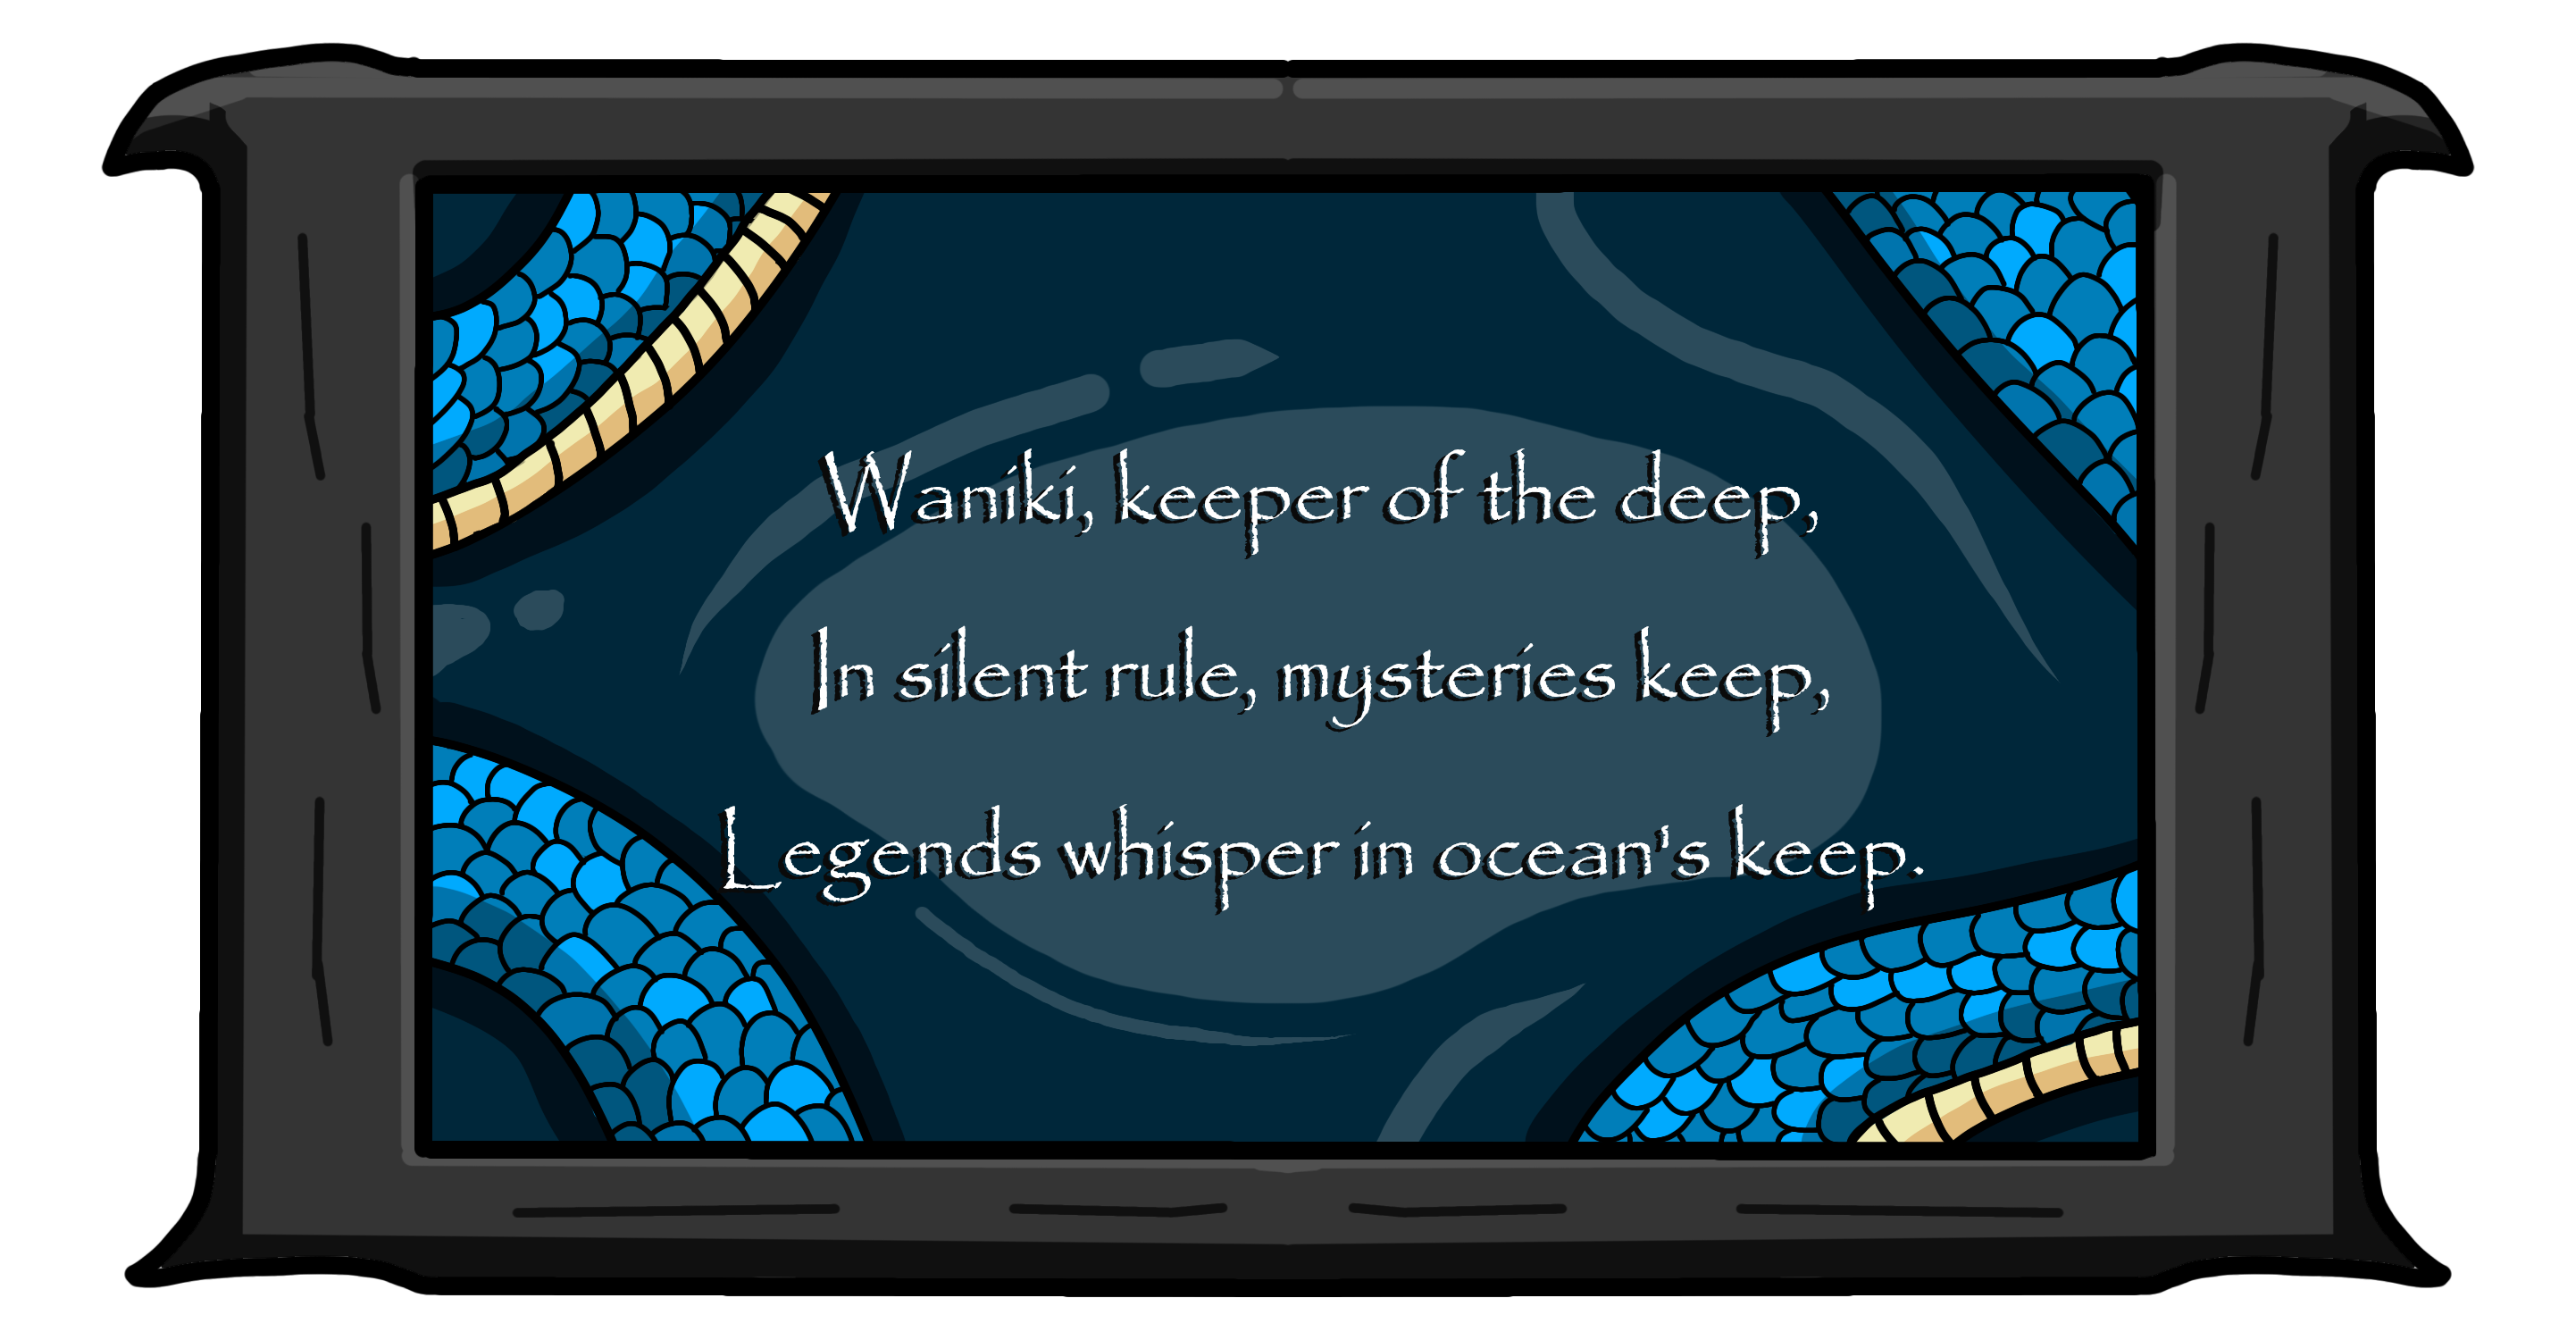 Waniki, keeper of the deep,
In silent rule, mysteries keep,
Legends whisper in ocean's keep.